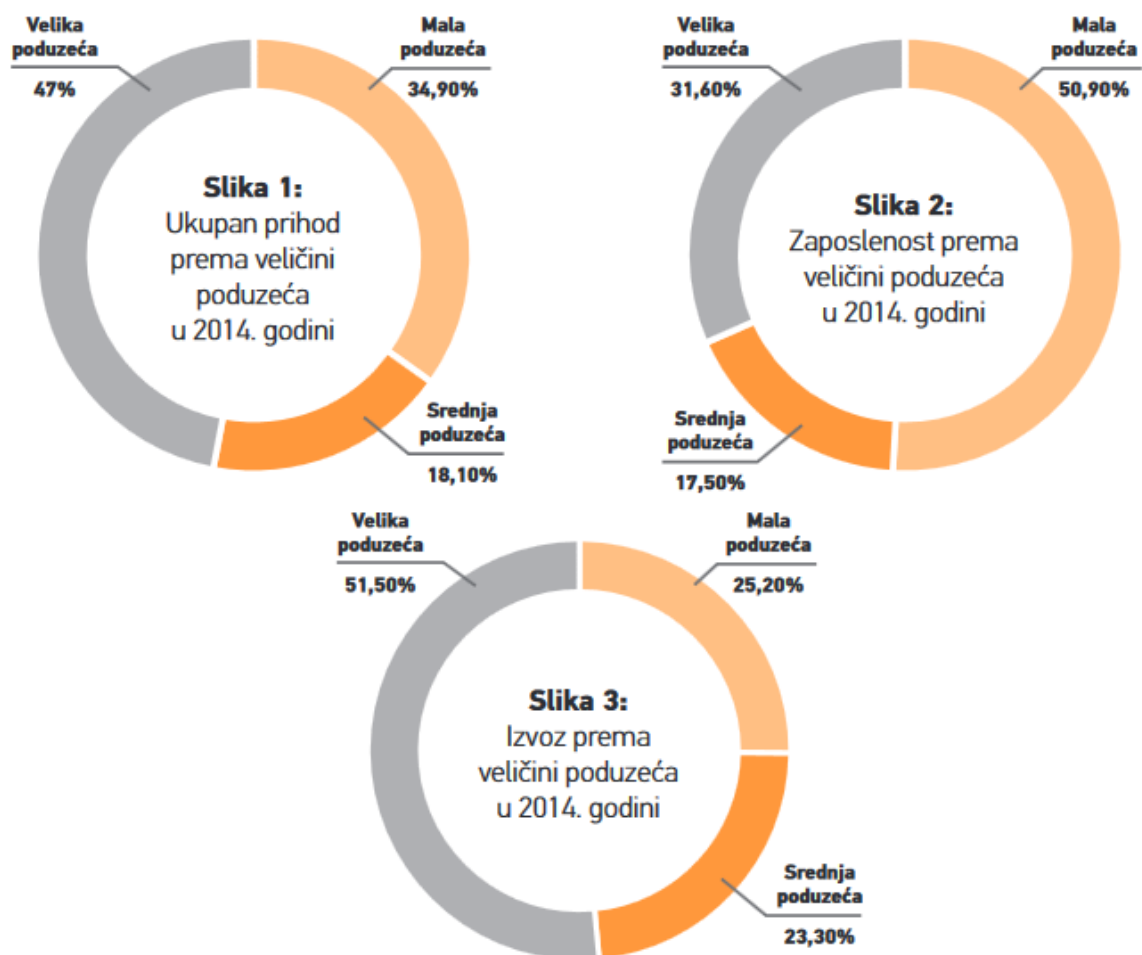 Velika
poduzeća
47%
Mala
poduzeća
34,90%
Slika 1:
Ukupan prihod
prema veličini
poduzeća
u 2014. godini
Srednja
poduzeća
18,10%
Velika
poduzeća
31,60%
Mala
poduzeća
50,90%
Slika 2:
Zaposlenost prema
veličini poduzeća
u 2014. godini
Srednja
poduzeća
17,50%
Velika
poduzeća
51,50%
Mala
poduzeća
25,20%
Slika 3:
Izvoz prema
veličini poduzeća
u 2014. godini
Srednja
poduzeća
23,30%